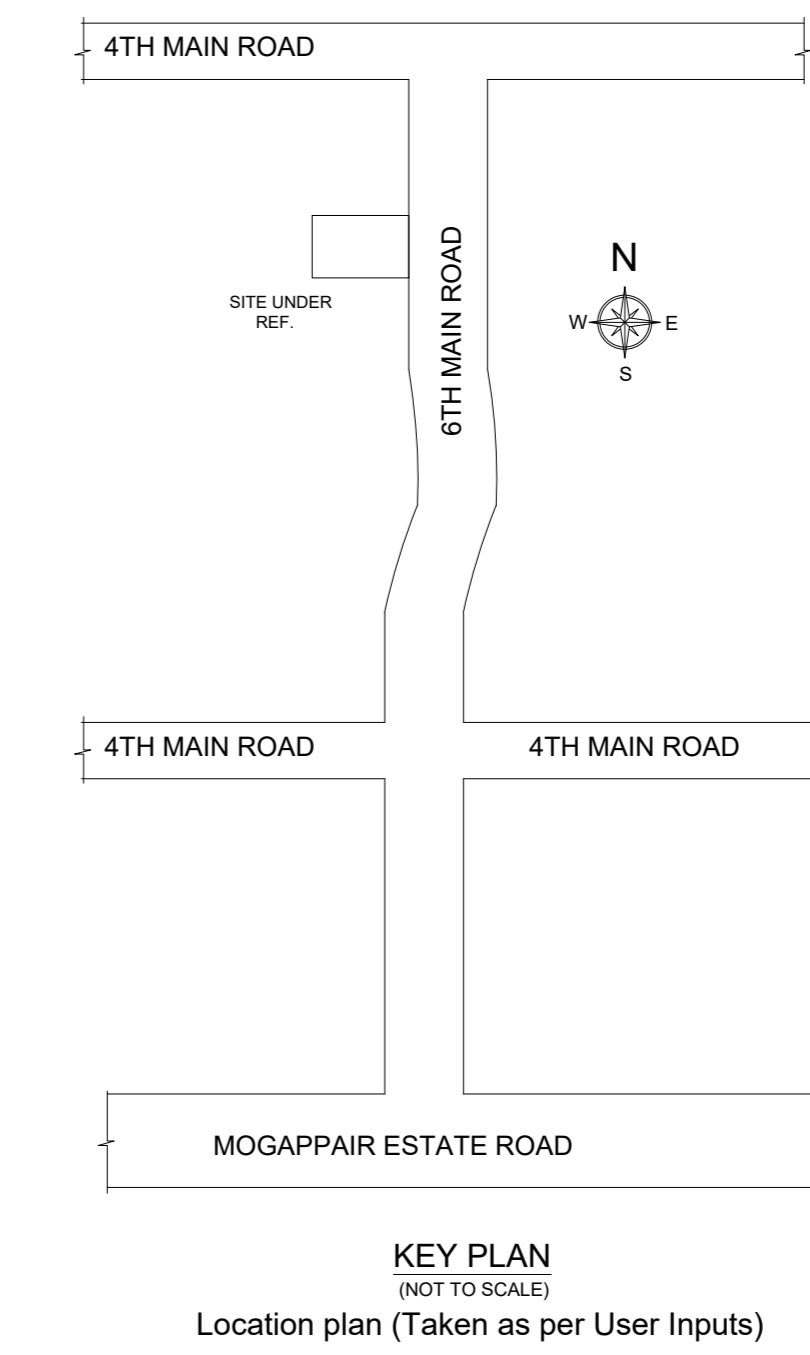 4TH MAIN ROAD
6TH MAIN ROAD
N
W
E
S
SITE UNDER
REF.
4TH MAIN ROAD
4TH MAIN ROAD
MOGAPPAIR ESTATE ROAD
KEY PLAN
(NOT TO SCALE)
Location plan (Taken as per User Inputs)